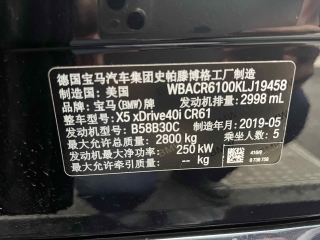 德国宝马汽车集团史帕滕博格工厂制造
制造国：美国 WBACR6100KLJ19458
品牌：宝马(BMW)牌
整车型号：X5 xDrive40i CR61
发动机型号：B58B30C 发动机排量：2998 mL
最大允许总质量：2800 kg 制造年月：2019-05
发动机最大净功率：250 kW 乘坐人数：5
最大允许牵引质量：-- kg